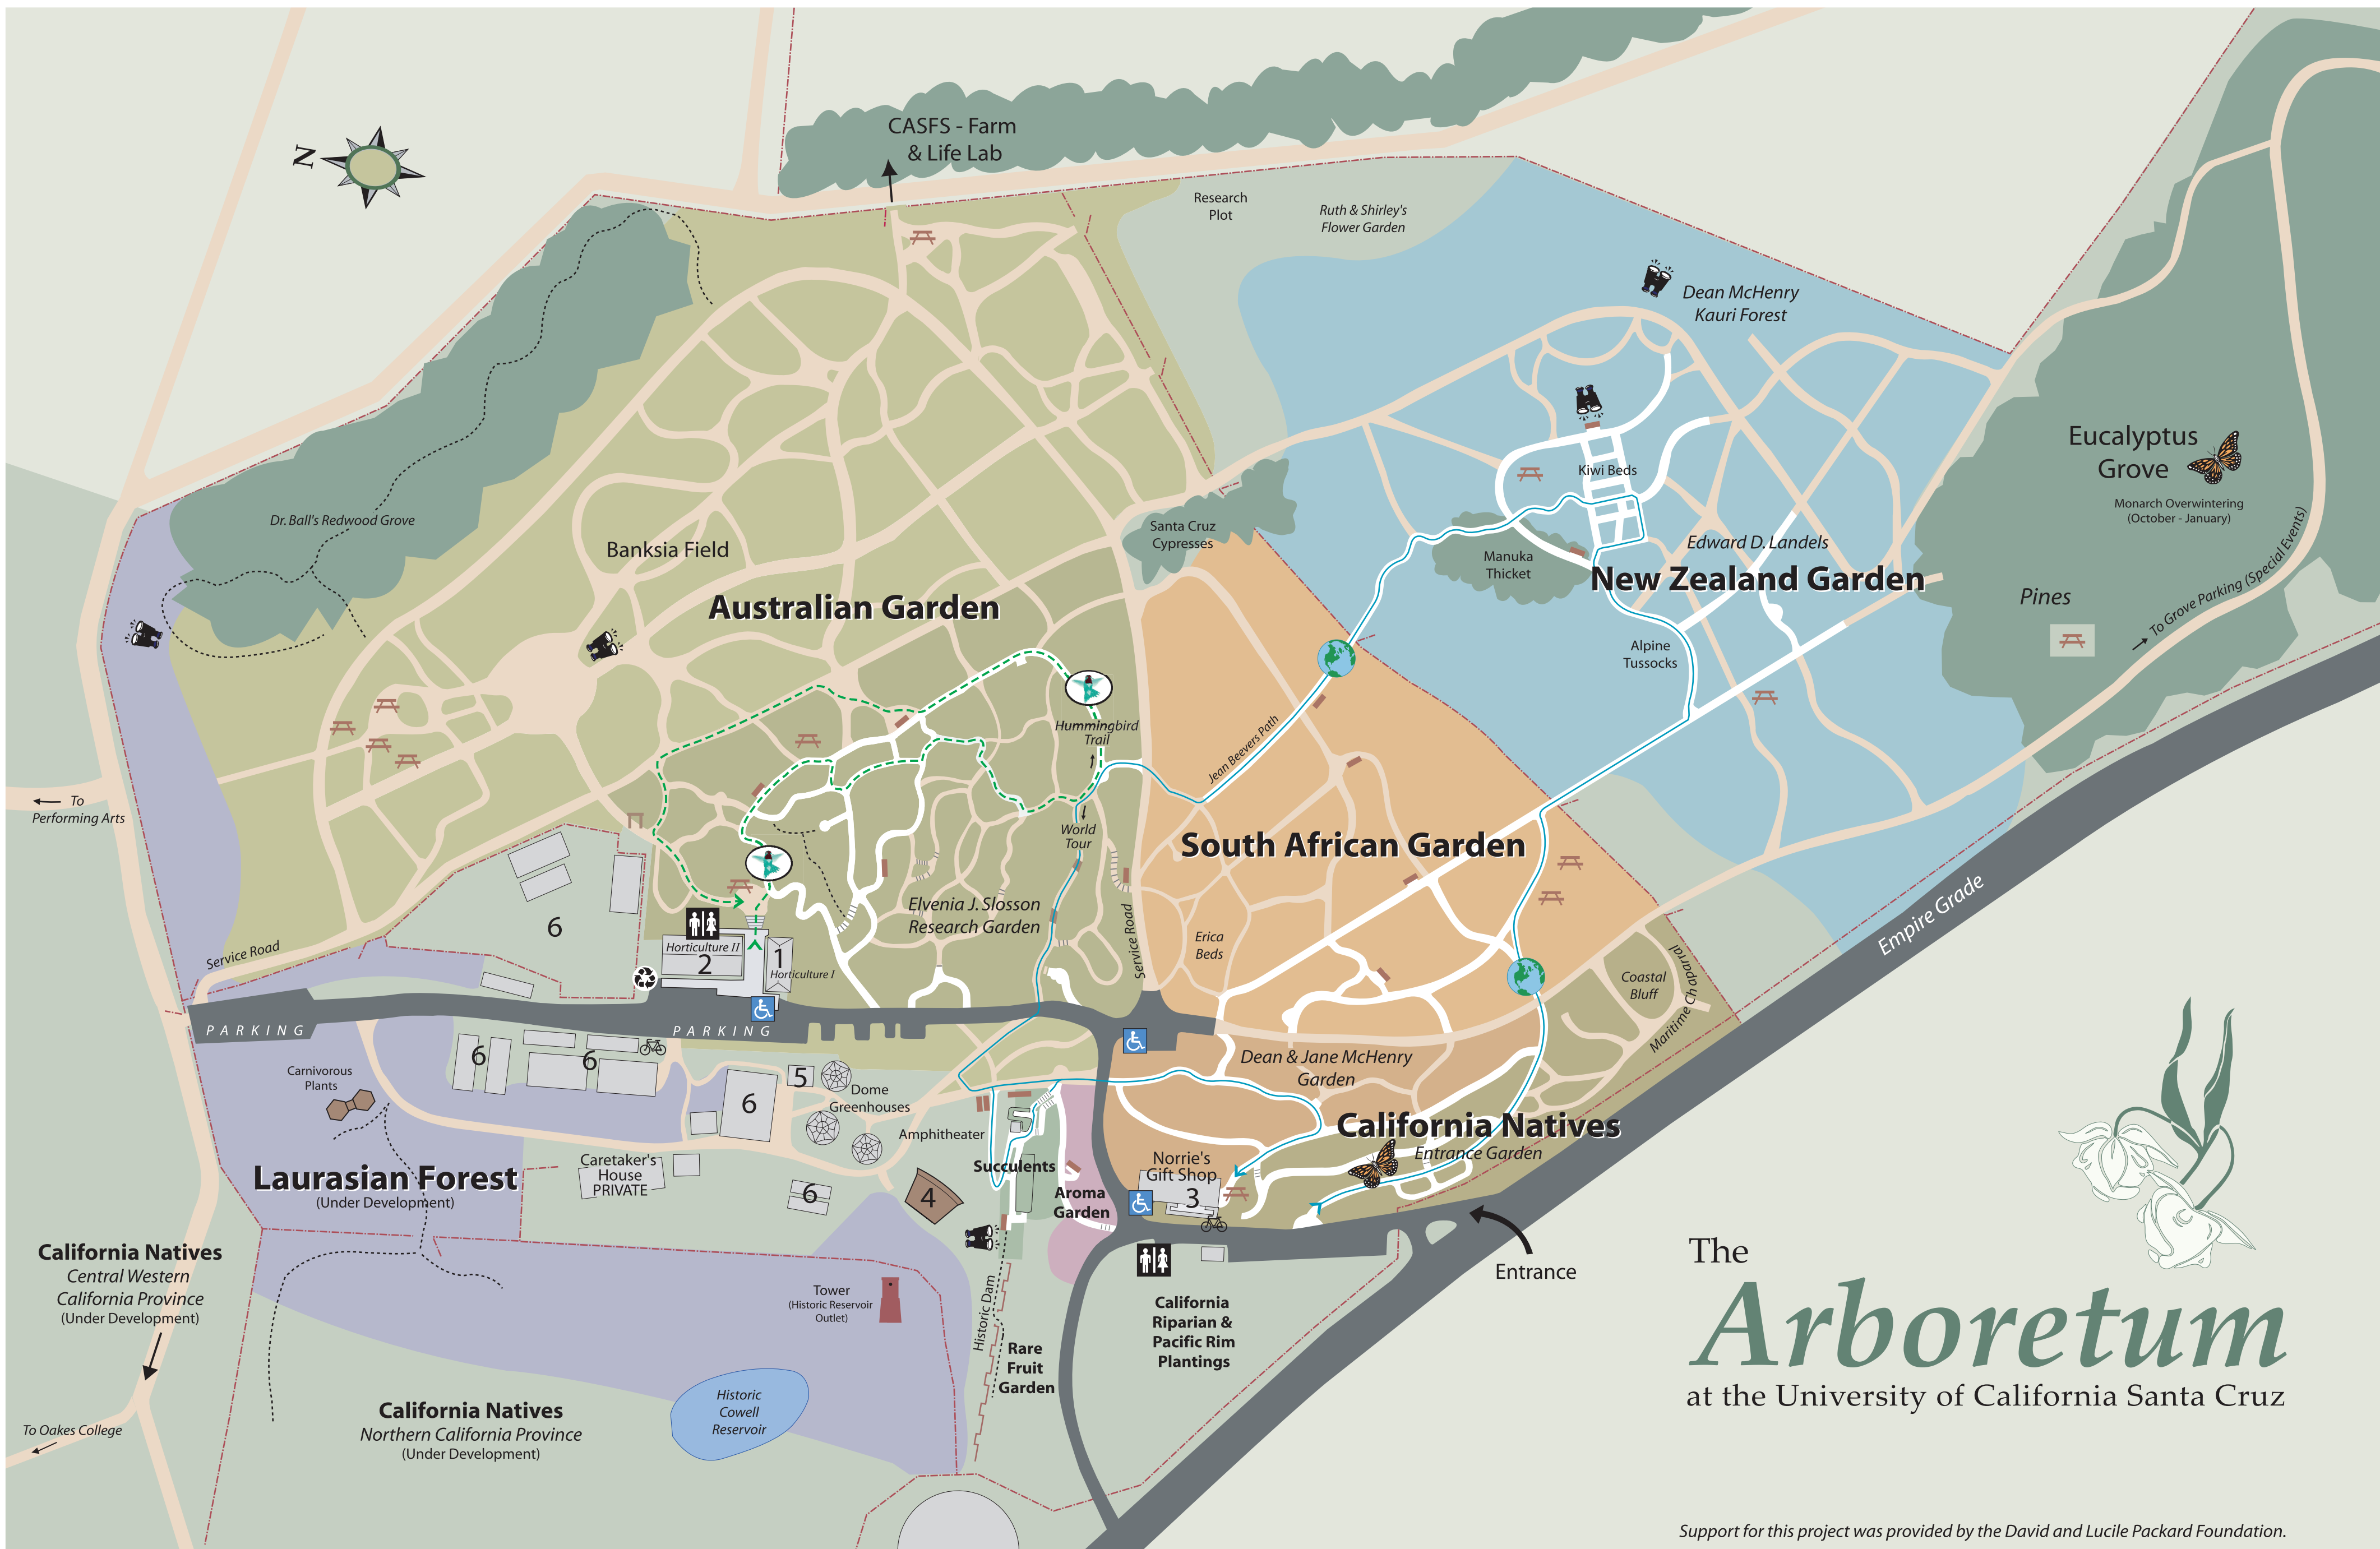 CASFS - Farm
& Life Lab
N
Research
Plot
Ruth & Shirley's
Flower Garden
Dean McHenry
Kauri Forest
Eucalyptus
Grove
Monarch Overwintering
(October - January)
Kiwi Beds
Dr. Ball's Redwood Grove
Banksia Field
Santa Cruz
Cypresses
Manuka
Thicket
Edward D. Landels
New Zealand Garden
Australian Garden
Pines
To Grove Parking (Special Events)
Alpine
Tussocks
Hummingbird
Trail
Jean Beevers Path
To
Performing Arts
World
Tour
South African Garden
Elvenia J. Slosson
Research Garden
Service Road
Erica
Beds
Empire Grade
6
Service Road
Horticulture II
2
1
Horticulture I
Coastal
Bluff
Maritime Chaparral
PARKING
PARKING
Carnivorous
Plants
6
6
5
6
Dome
Greenhouses
Dean & Jane McHenry
Garden
Amphitheater
California Natives
Entrance Garden
Laurasian Forest
(Under Development)
Caretaker's
House
PRIVATE
6
4
Succulents
Aroma
Garden
Norrie's
Gift Shop
3
Entrance
California Natives
Central Western
California Province
(Under Development)
Tower
(Historic Reservoir
Outlet)
Historic Dam
Rare
Fruit
Garden
California
Riparian &
Pacific Rim
Plantings
Historic
Cowell
Reservoir
California Natives
Northern California Province
(Under Development)
To Oakes College
The
Arboretum
at the University of California Santa Cruz
Support for this project was provided by the David and Lucile Packard Foundation.